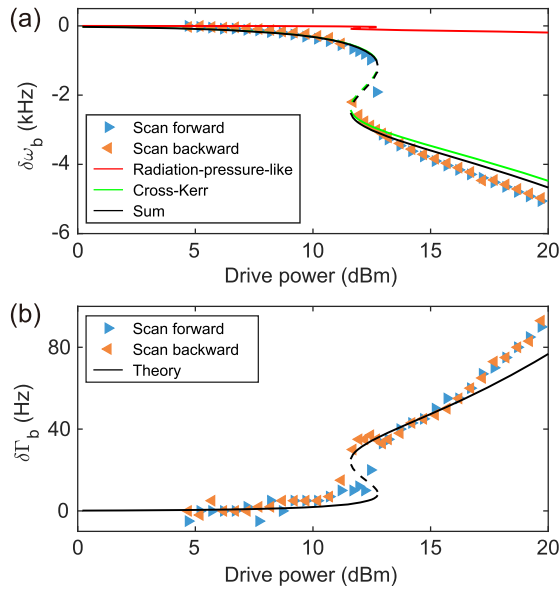 (a)
0
-2
-4
-6
δω_b (kHz)
Scan forward
Scan backward
Radiation-pressure-like
Cross-Kerr
Sum
0 5 10 15 20
Drive power (dBm)
(b)
80
40
0
δΓ_b (Hz)
Scan forward
Scan backward
Theory
0 5 10 15 20
Drive power (dBm)